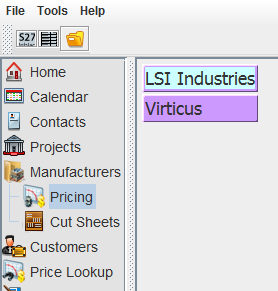 File Tools Help
S27
Home
Calendar
Contacts
Projects
Manufacturers
Pricing
Cut Sheets
Customers
Price Lookup
LSI Industries
Virticus